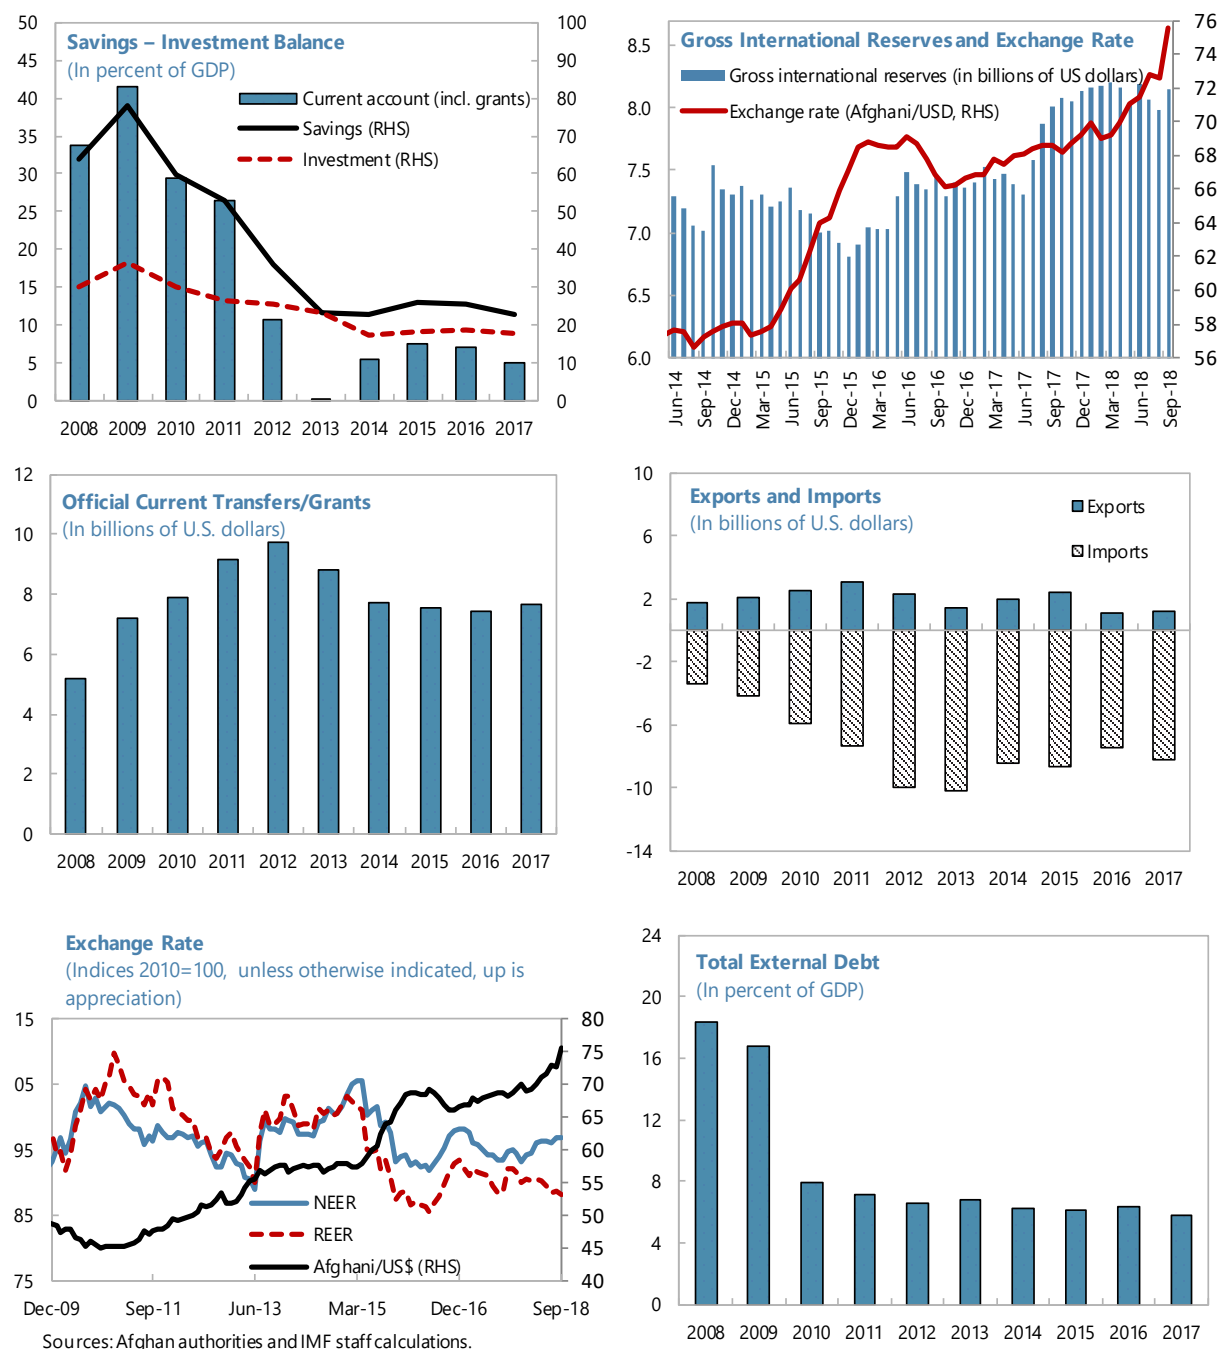 Savings – Investment Balance
(In percent of GDP)
Current account (incl. grants)
Savings (RHS)
Investment (RHS)
50
45
40
35
30
25
20
15
10
5
0
100
90
80
70
60
50
40
30
20
10
0
2008 2009 2010 2011 2012 2013 2014 2015 2016 2017
Gross International Reserves and Exchange Rate
Gross international reserves (in billions of US dollars)
Exchange rate (Afghani/USD, RHS)
8.5
8.0
7.5
7.0
6.5
6.0
76
74
72
70
68
66
64
62
60
58
56
Jun-14 Sep-14 Dec-14 Mar-15 Jun-15 Sep-15 Dec-15 Mar-16 Jun-16 Sep-16 Dec-16 Mar-17 Jun-17 Sep-17 Dec-17 Mar-18 Jun-18 Sep-18
Official Current Transfers/Grants
(In billions of U.S. dollars)
12
10
8
6
4
2
0
2008 2009 2010 2011 2012 2013 2014 2015 2016 2017
Exports and Imports
(In billions of U.S. dollars)
Exports
Imports
10
6
2
-2
-6
-10
-14
2008 2009 2010 2011 2012 2013 2014 2015 2016 2017
Exchange Rate
(Indices 2010=100, unless otherwise indicated, up is
appreciation)
15
05
95
85
75
80
75
70
65
60
55
50
45
40
NEER
REER
Afghani/US$ (RHS)
Dec-09 Sep-11 Jun-13 Mar-15 Dec-16 Sep-18
Total External Debt
(In percent of GDP)
24
20
16
12
8
4
0
2008 2009 2010 2011 2012 2013 2014 2015 2016 2017
Sources: Afghan authorities and IMF staff calculations.